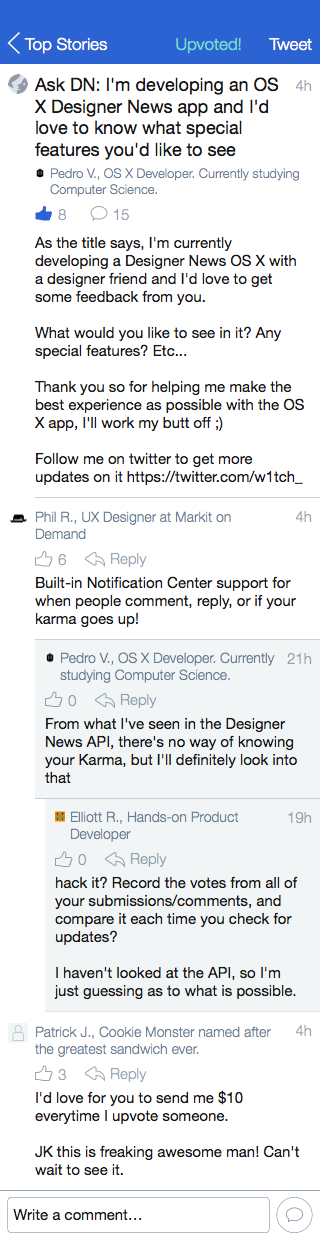 Top Stories Upvoted! Tweet
Ask DN: I'm developing an OS 4h
X Designer News app and I'd
love to know what special
features you'd like to see
Pedro V., OS X Developer. Currently studying
Computer Science.
8 15
As the title says, I'm currently
developing a Designer News OS X with
a designer friend and I'd love to get
some feedback from you.
What would you like to see in it? Any
special features? Etc...
Thank you so for helping me make the
best experience as possible with the OS
X app, I'll work my butt off ;)
Follow me on twitter to get more
updates on it https://twitter.com/w1tch_
Phil R., UX Designer at Markit on 4h
Demand
6 Reply
Built-in Notification Center support for
when people comment, reply, or if your
karma goes up!
Pedro V., OS X Developer. Currently 21h
studying Computer Science.
0 Reply
From what I've seen in the Designer
News API, there's no way of knowing
your Karma, but I'll definitely look into
that
Elliott R., Hands-on Product 19h
Developer
0 Reply
hack it? Record the votes from all of
your submissions/comments, and
compare it each time you check for
updates?
I haven't looked at the API, so I'm
just guessing as to what is possible.
Patrick J., Cookie Monster named after 4h
the greatest sandwich ever.
3 Reply
I'd love for you to send me $10
everytime I upvote someone.
JK this is freaking awesome man! Can't
wait to see it.
Write a comment...